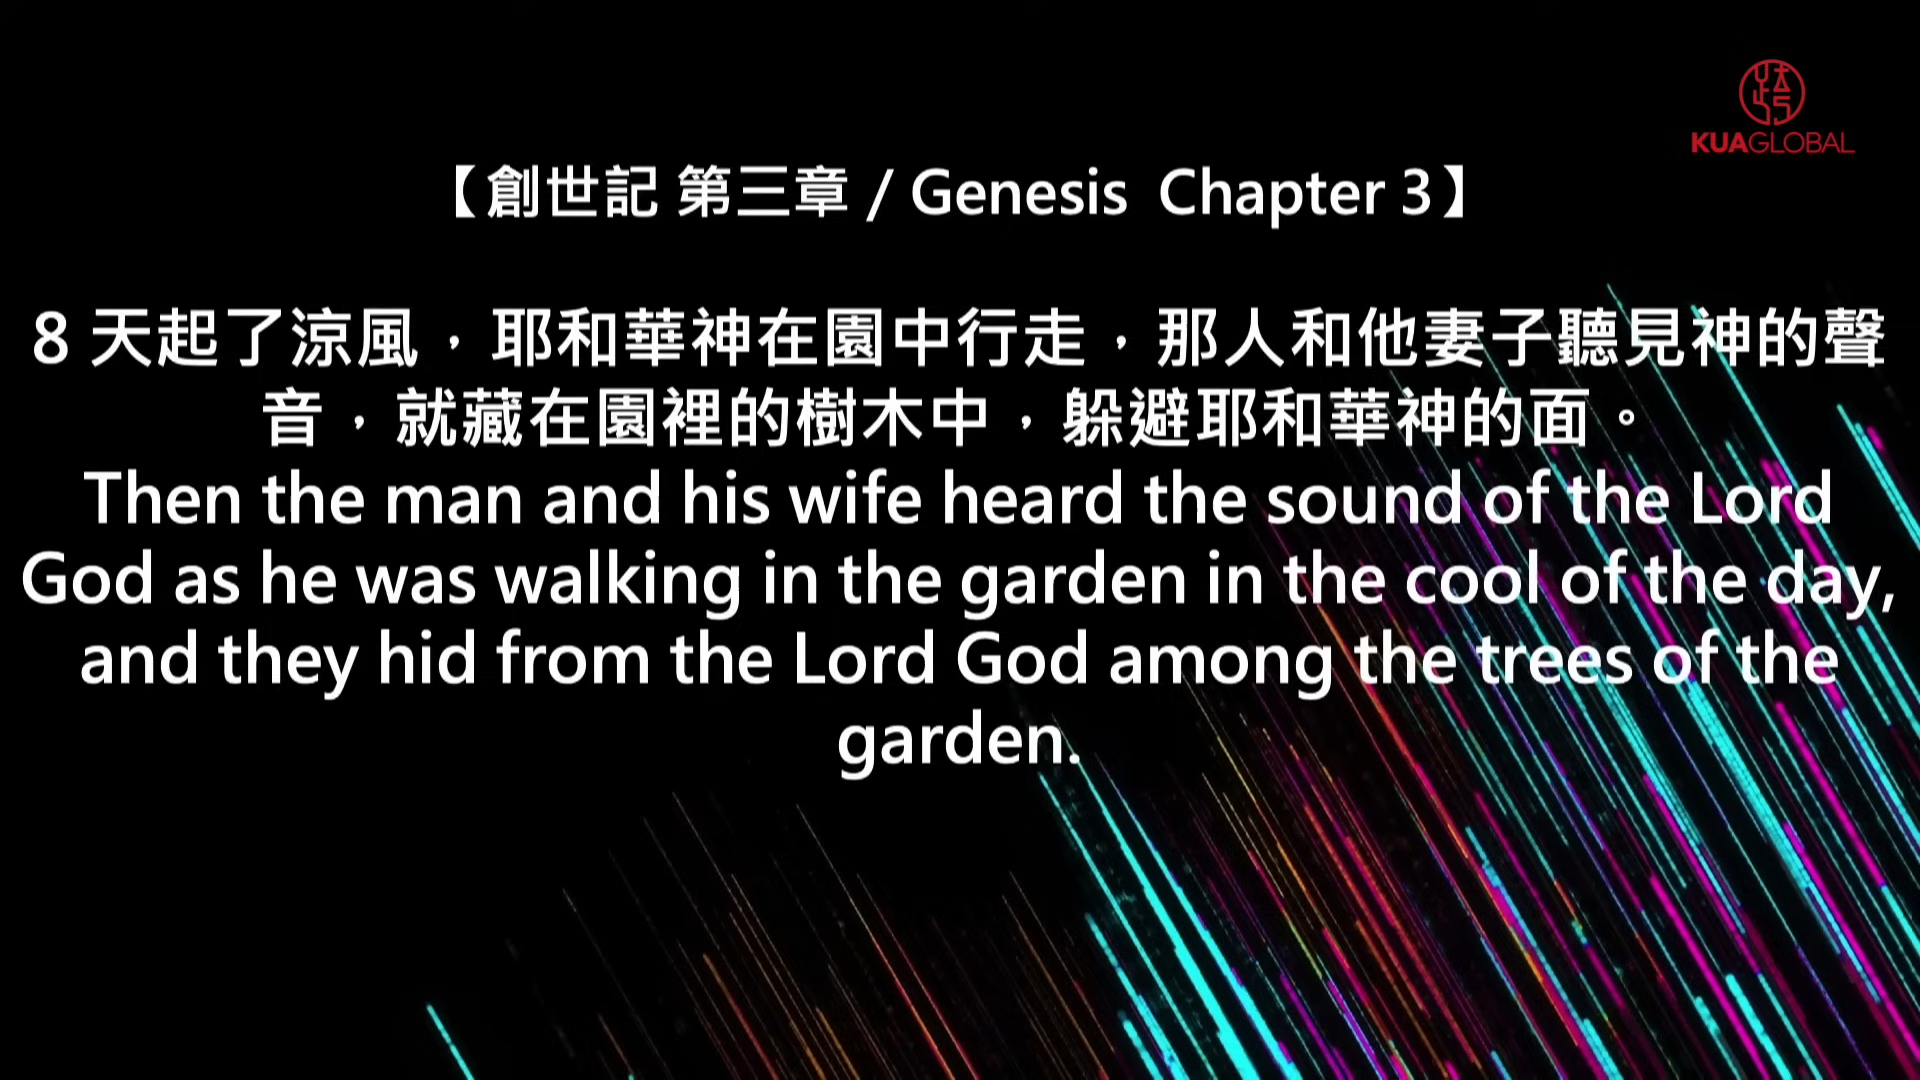 跨
KUAGLOBAL
【創世記 第三章 / Genesis  Chapter 3】
8 天起了涼風，耶和華神在園中行走，那人和他妻子聽見神的聲
音，就藏在園裡的樹木中，躲避耶和華神的面。
Then the man and his wife heard the sound of the Lord
God as he was walking in the garden in the cool of the day,
and they hid from the Lord God among the trees of the
garden.